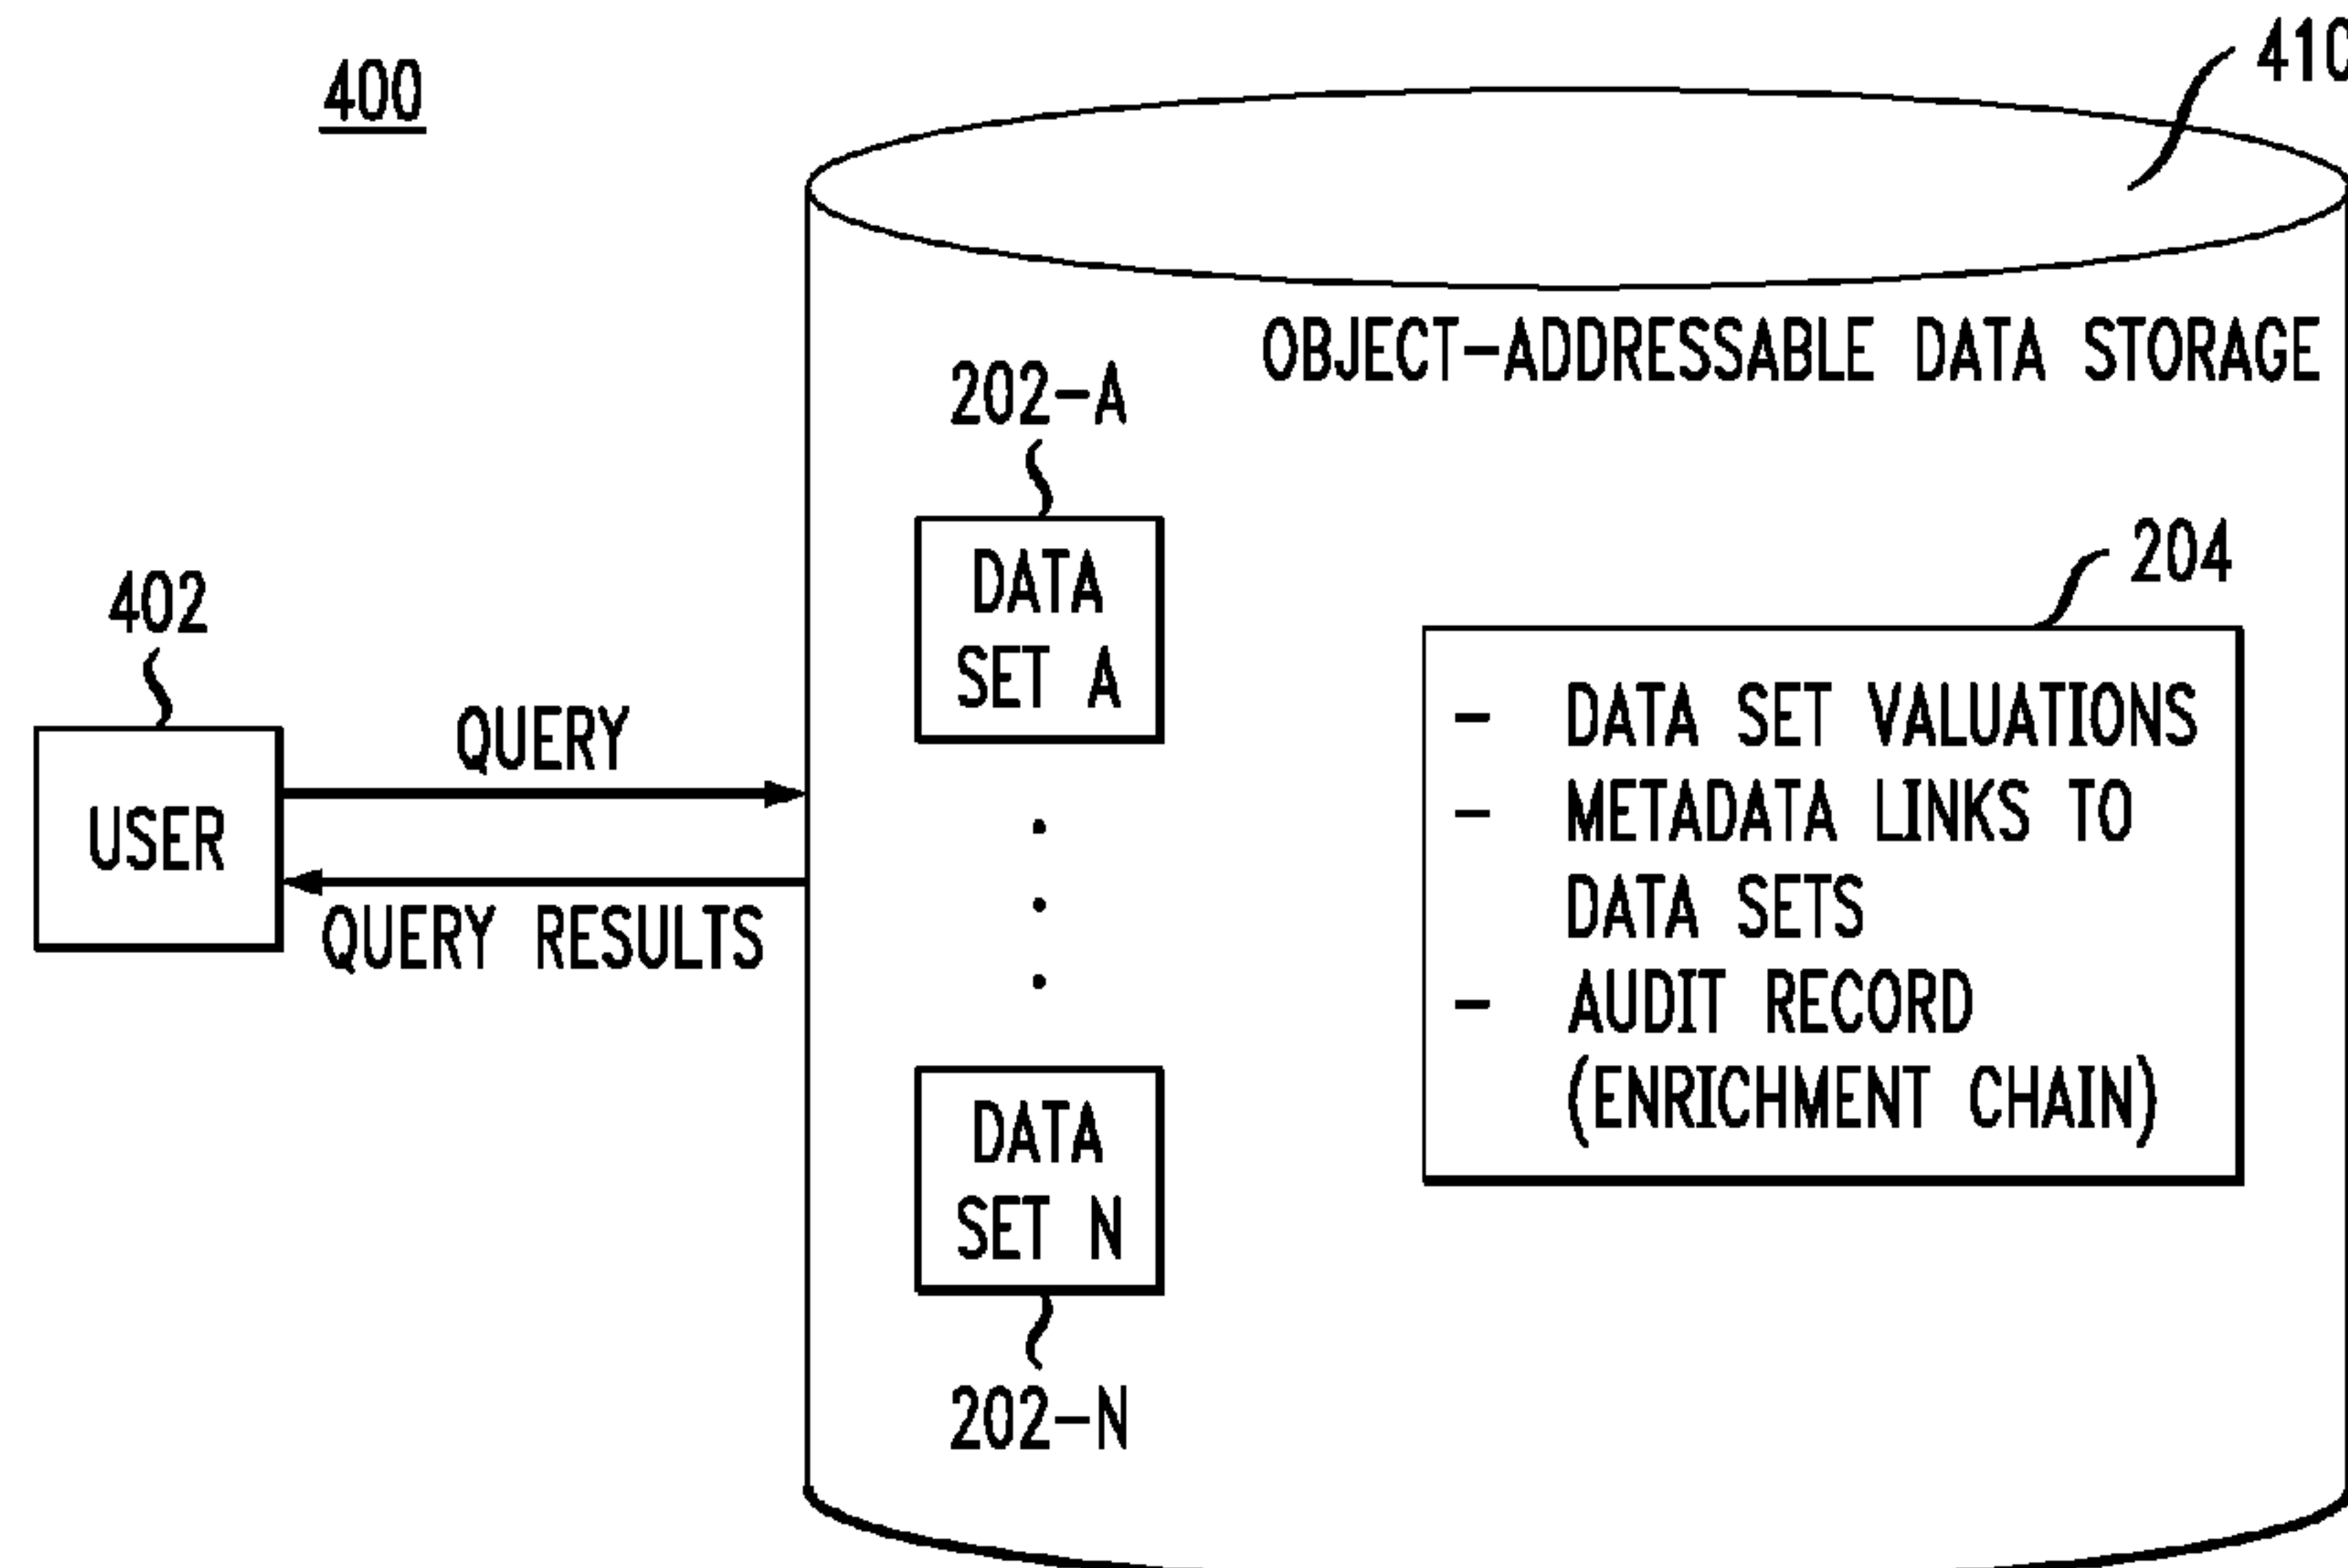 400
410
OBJECT-ADDRESSABLE DATA STORAGE
202-A
DATA
SET A
204
402
USER
QUERY
QUERY RESULTS
- DATA SET VALUATIONS
- METADATA LINKS TO
DATA SETS
- AUDIT RECORD
(ENRICHMENT CHAIN)
DATA
SET N
202-N